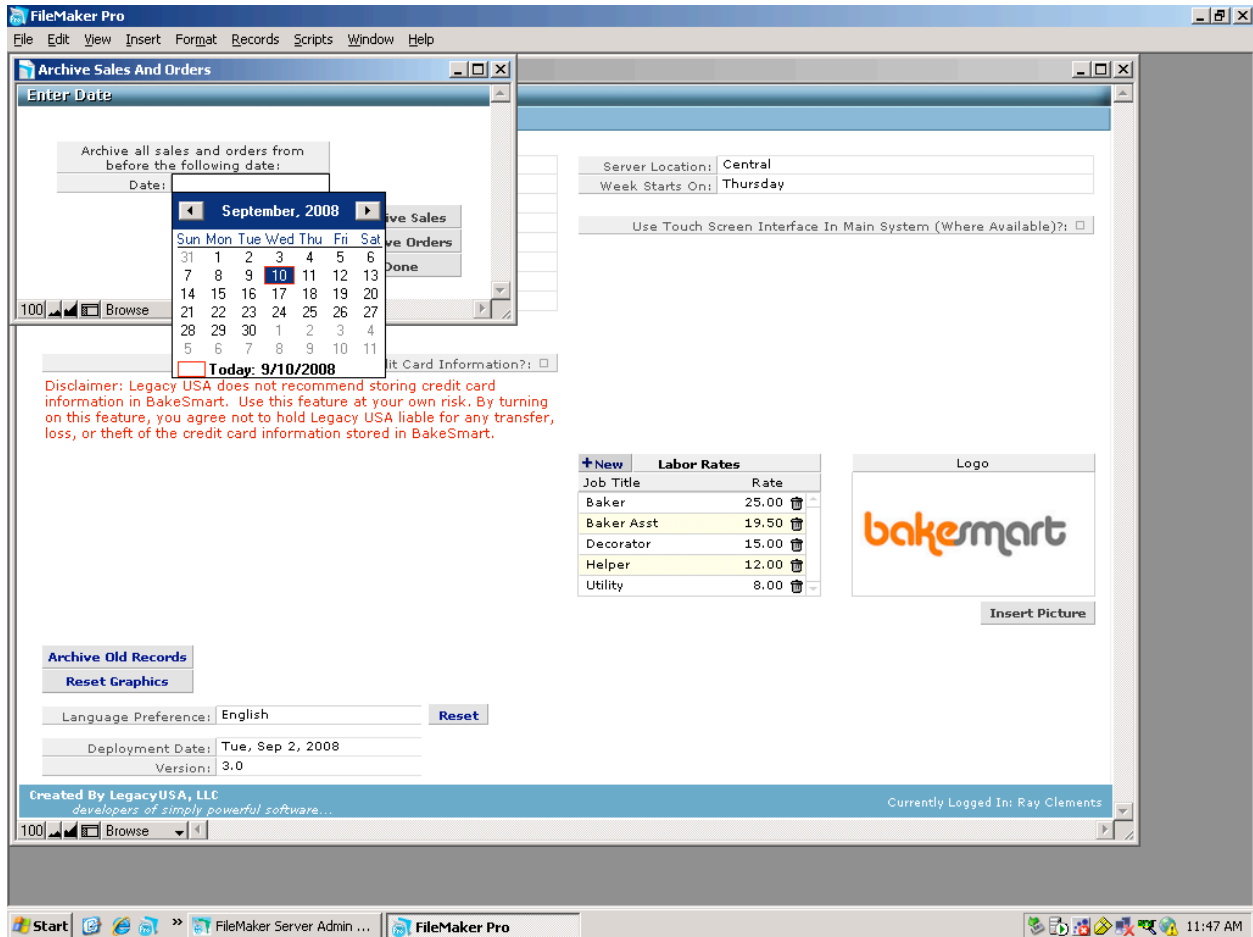 FileMaker Pro
File Edit View Insert Format Records Scripts Window Help
Archive Sales And Orders
Enter Date
Archive all sales and orders from
before the following date:
Date:
September, 2008
Sun Mon Tue Wed Thu Fri Sat
31 1 2 3 4 5 6
7 8 9 10 11 12 13
14 15 16 17 18 19 20
21 22 23 24 25 26 27
28 29 30 1 2 3 4
5 6 7 8 9 10 11
Today: 9/10/2008
ive Sales
ve Orders
Done
100 Browse
Server Location: Central
Week Starts On: Thursday
Use Touch Screen Interface In Main System (Where Available)?:
dit Card Information?:
Disclaimer: Legacy USA does not recommend storing credit card
information in BakeSmart. Use this feature at your own risk. By turning
on this feature, you agree not to hold Legacy USA liable for any transfer,
loss, or theft of the credit card information stored in BakeSmart.
+New Labor Rates
Job Title Rate
Baker 25.00
Baker Asst 19.50
Decorator 15.00
Helper 12.00
Utility 8.00
Logo
bakesmart
Insert Picture
Archive Old Records
Reset Graphics
Language Preference: English Reset
Deployment Date: Tue, Sep 2, 2008
Version: 3.0
Created By LegacyUSA, LLC
developers of simply powerful software...
Currently Logged In: Ray Clements
100 Browse
Start » FileMaker Server Admin ... FileMaker Pro 11:47 AM